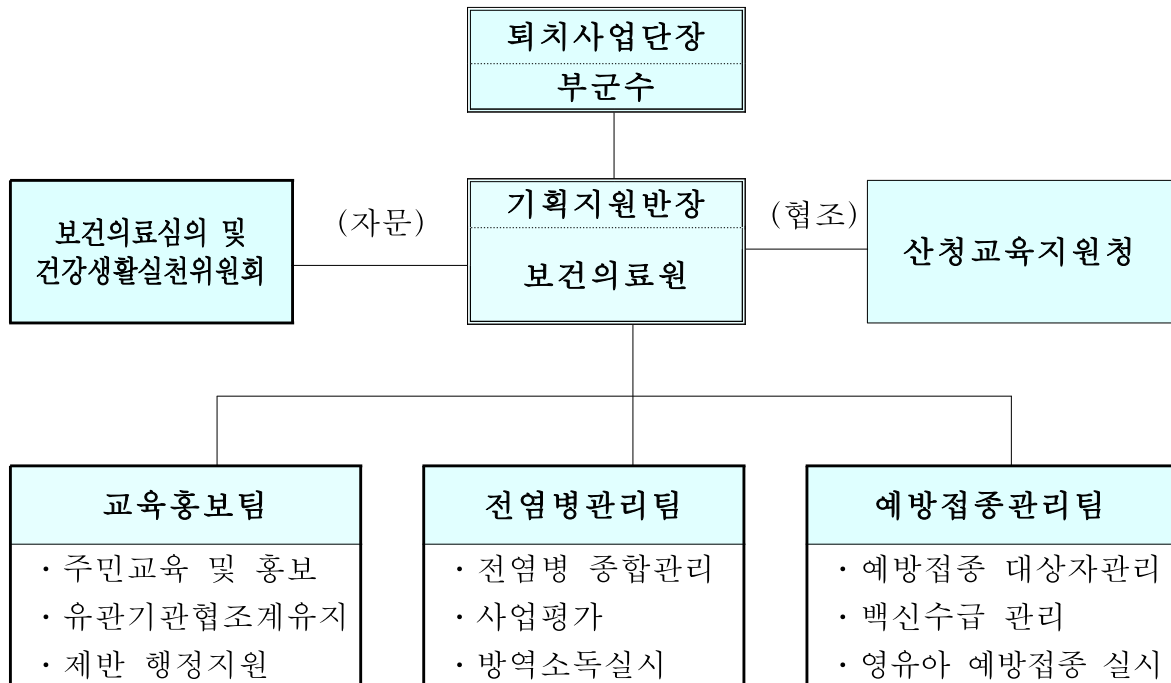 퇴치사업단장
부군수
보건의료심의 및
건강생활실천위원회
(자문)
기획지원반장
보건의료원
(협조)
산청교육지원청
교육홍보팀
· 주민교육 및 홍보
· 유관기관협조계유지
· 제반 행정지원
전염병관리팀
· 전염병 종합관리
· 사업평가
· 방역소독실시
예방접종관리팀
· 예방접종 대상자관리
· 백신수급 관리
· 영유아 예방접종 실시